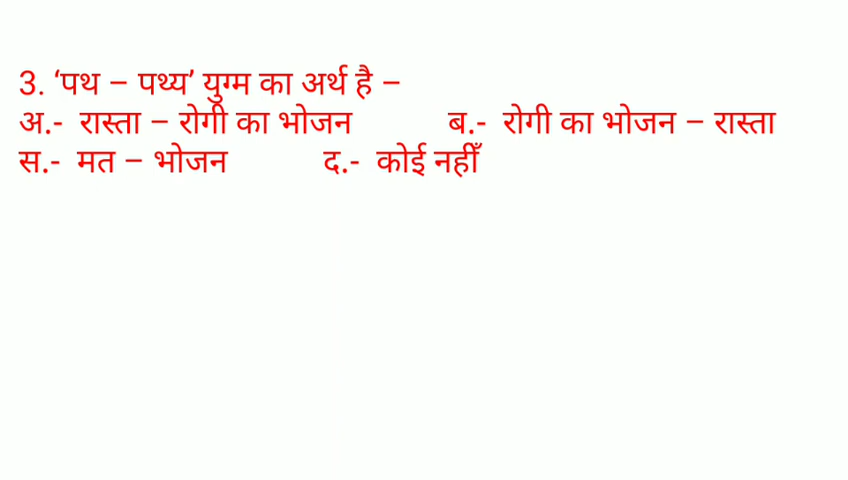 3. ‘पथ – पथ्य’ युग्म का अर्थ है –
अ.- रास्ता – रोगी का भोजन ब.- रोगी का भोजन – रास्ता
स.- मत – भोजन द.- कोई नहीँ